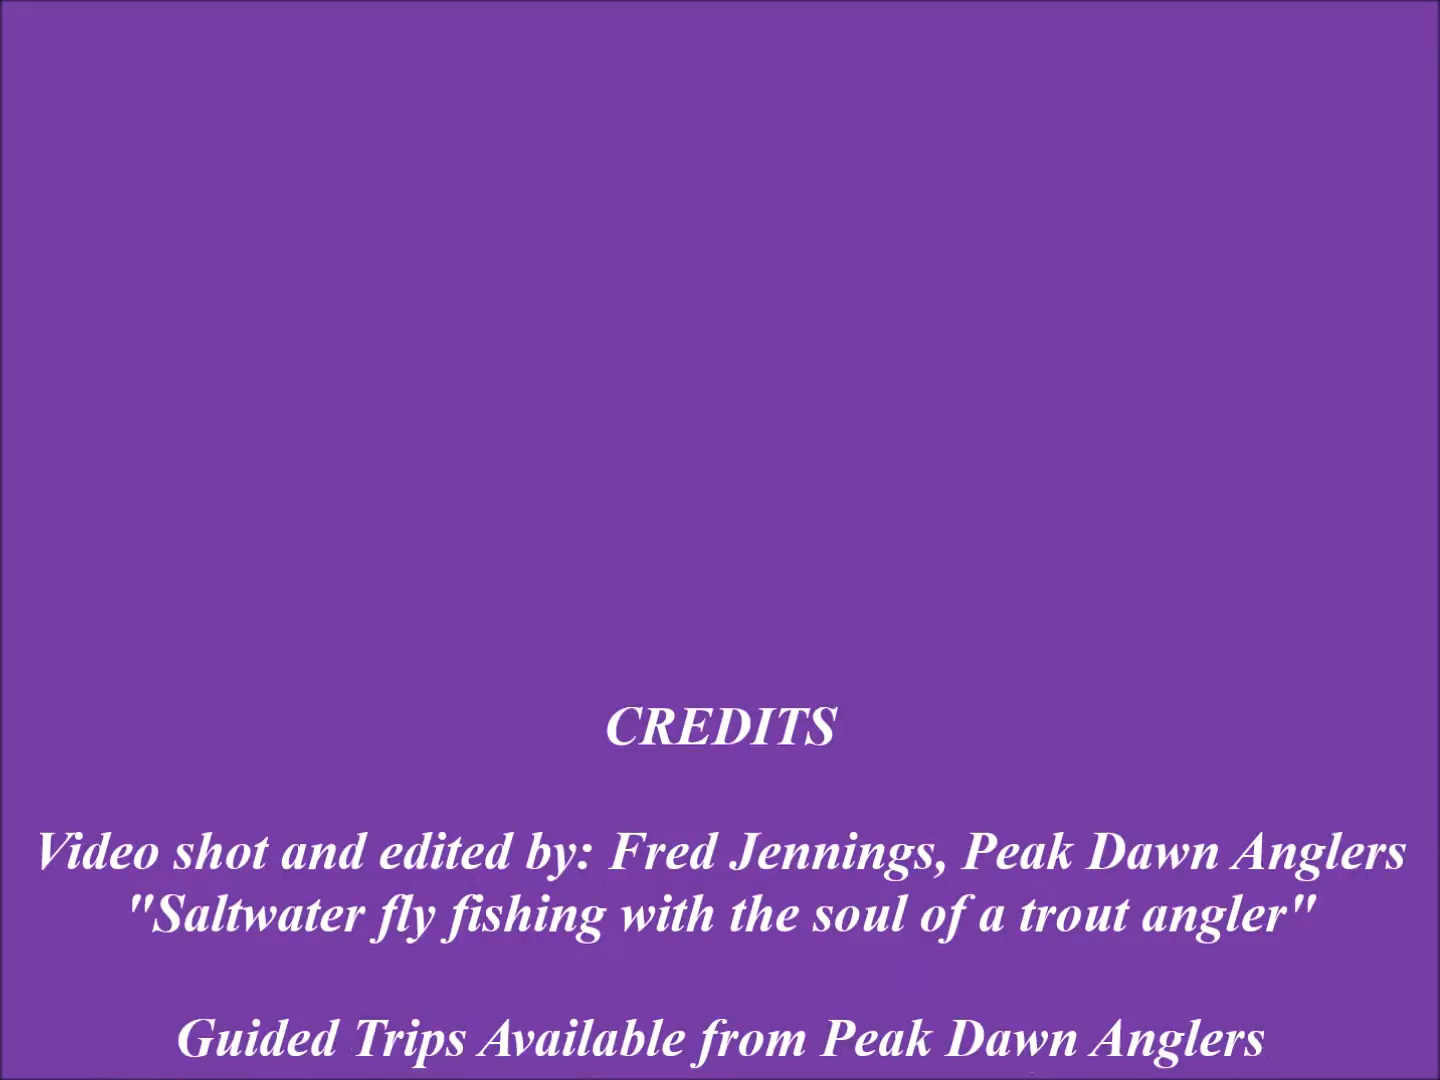 CREDITS
Video shot and edited by: Fred Jennings, Peak Dawn Anglers
"Saltwater fly fishing with the soul of a trout angler"
Guided Trips Available from Peak Dawn Anglers